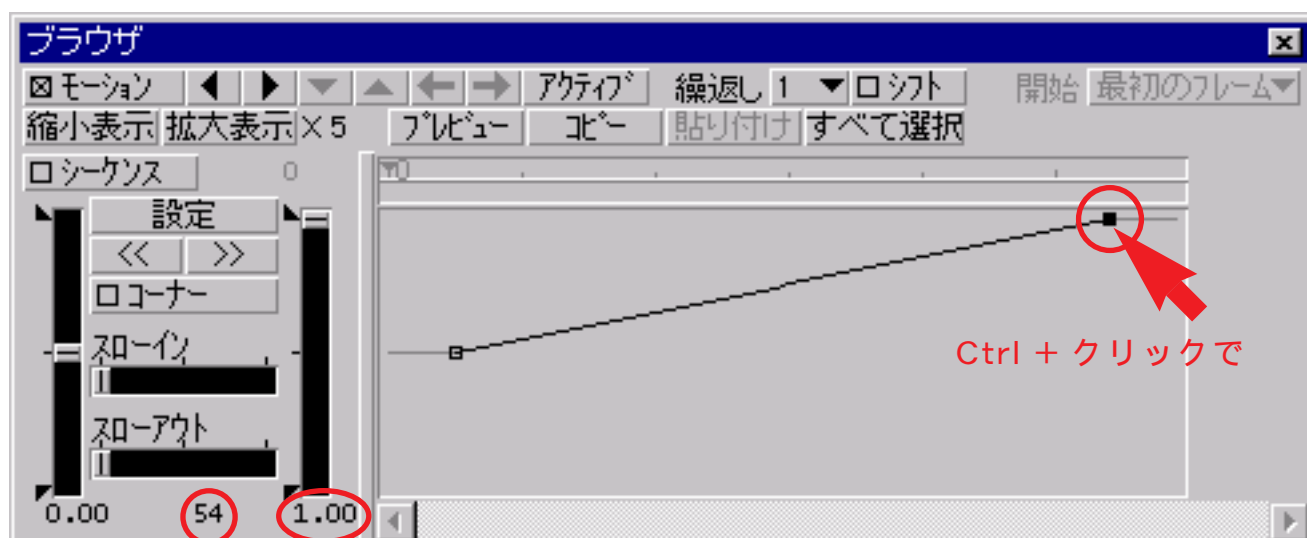 ブラウザ
モーション アクティブ 繰返し 1 シフト 開始 最初のフレーム
縮小表示 拡大表示 × 5 プレビュー コピー 貼り付け すべて選択
シーケンス 0 0
設定
<< >>
コーナー
スローイン
Ctrl + クリックで
スローアウト
0.00 54 1.00